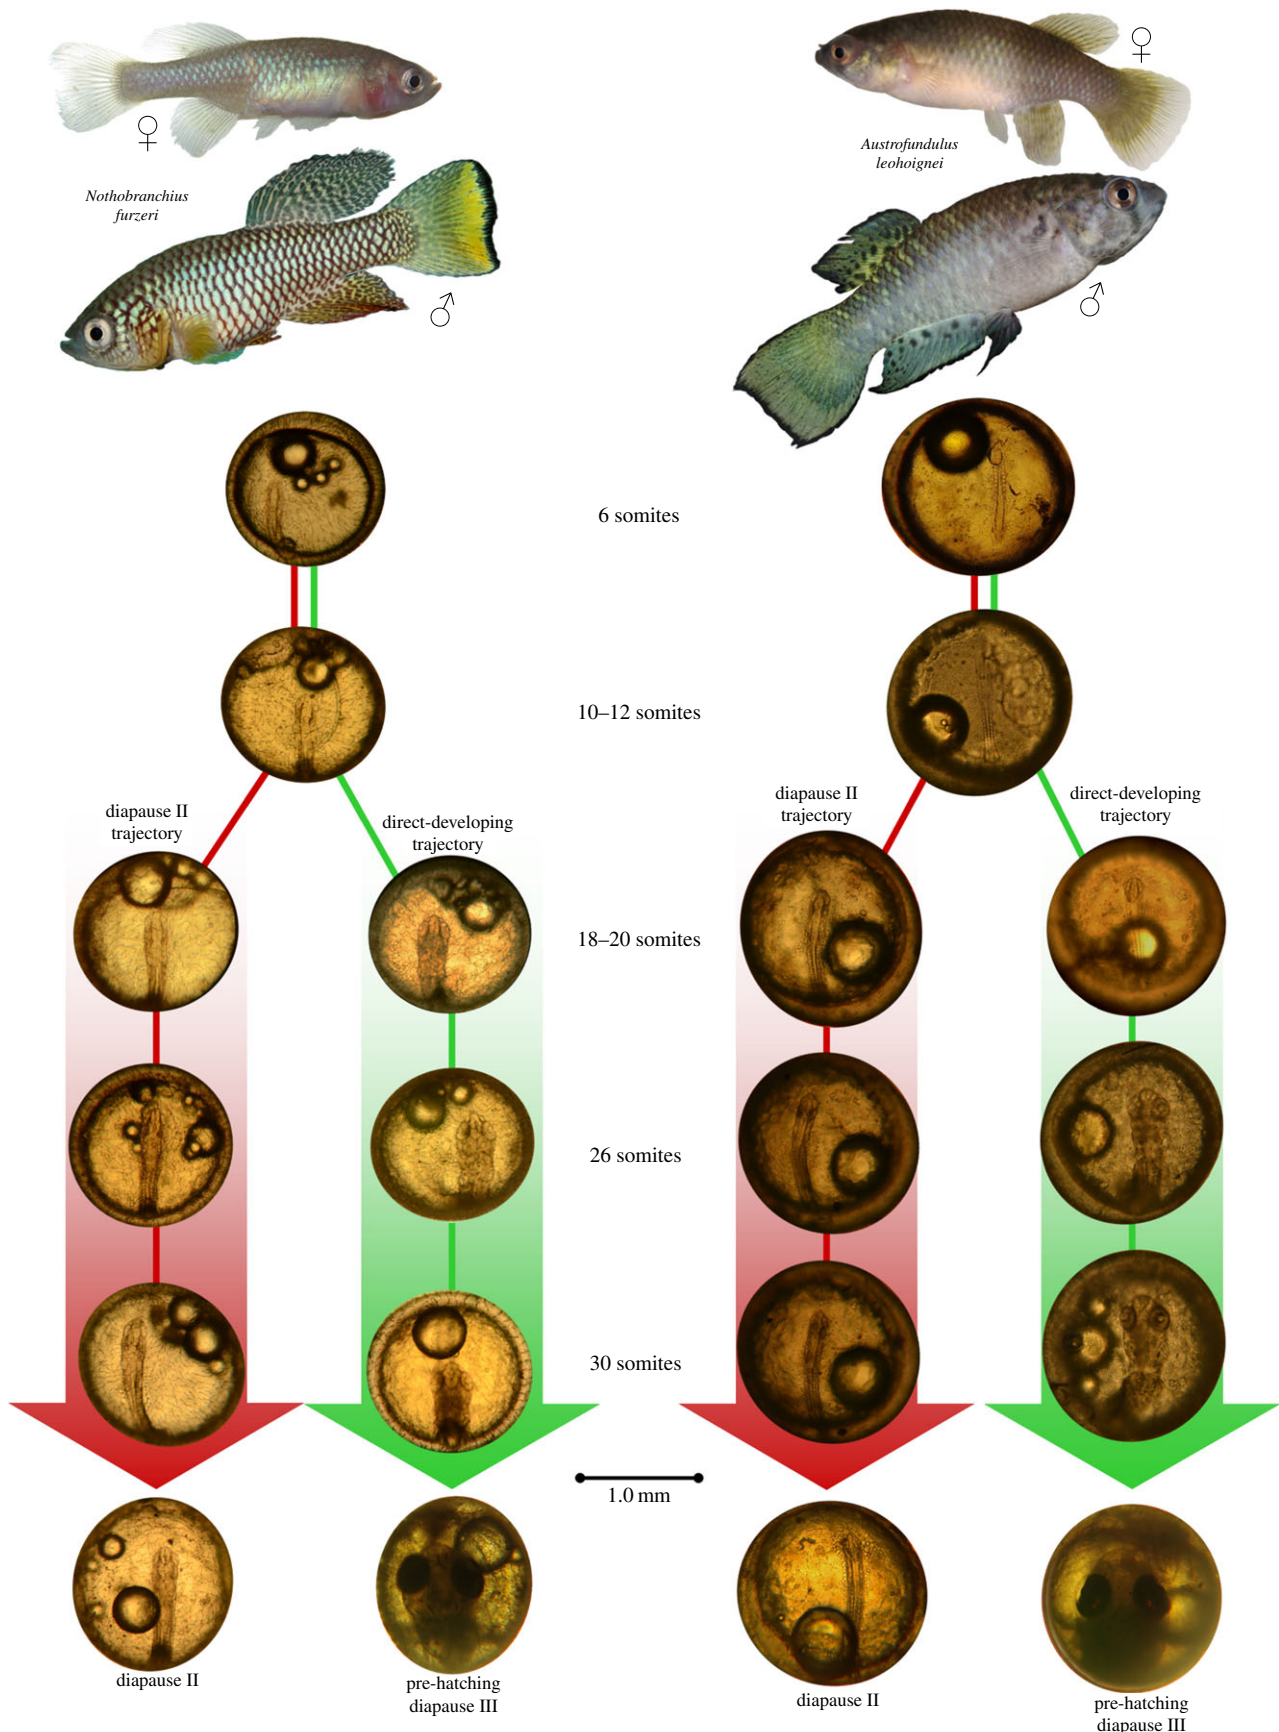 ♀
♀
Austrofundulus
leohoignei
Nothobranchius
furzeri
♂
♂
6 somites
10–12 somites
diapause II
trajectory
direct-developing
trajectory
diapause II
trajectory
direct-developing
trajectory
18–20 somites
26 somites
30 somites
1.0 mm
diapause II
pre-hatching
diapause III
diapause II
pre-hatching
diapause III